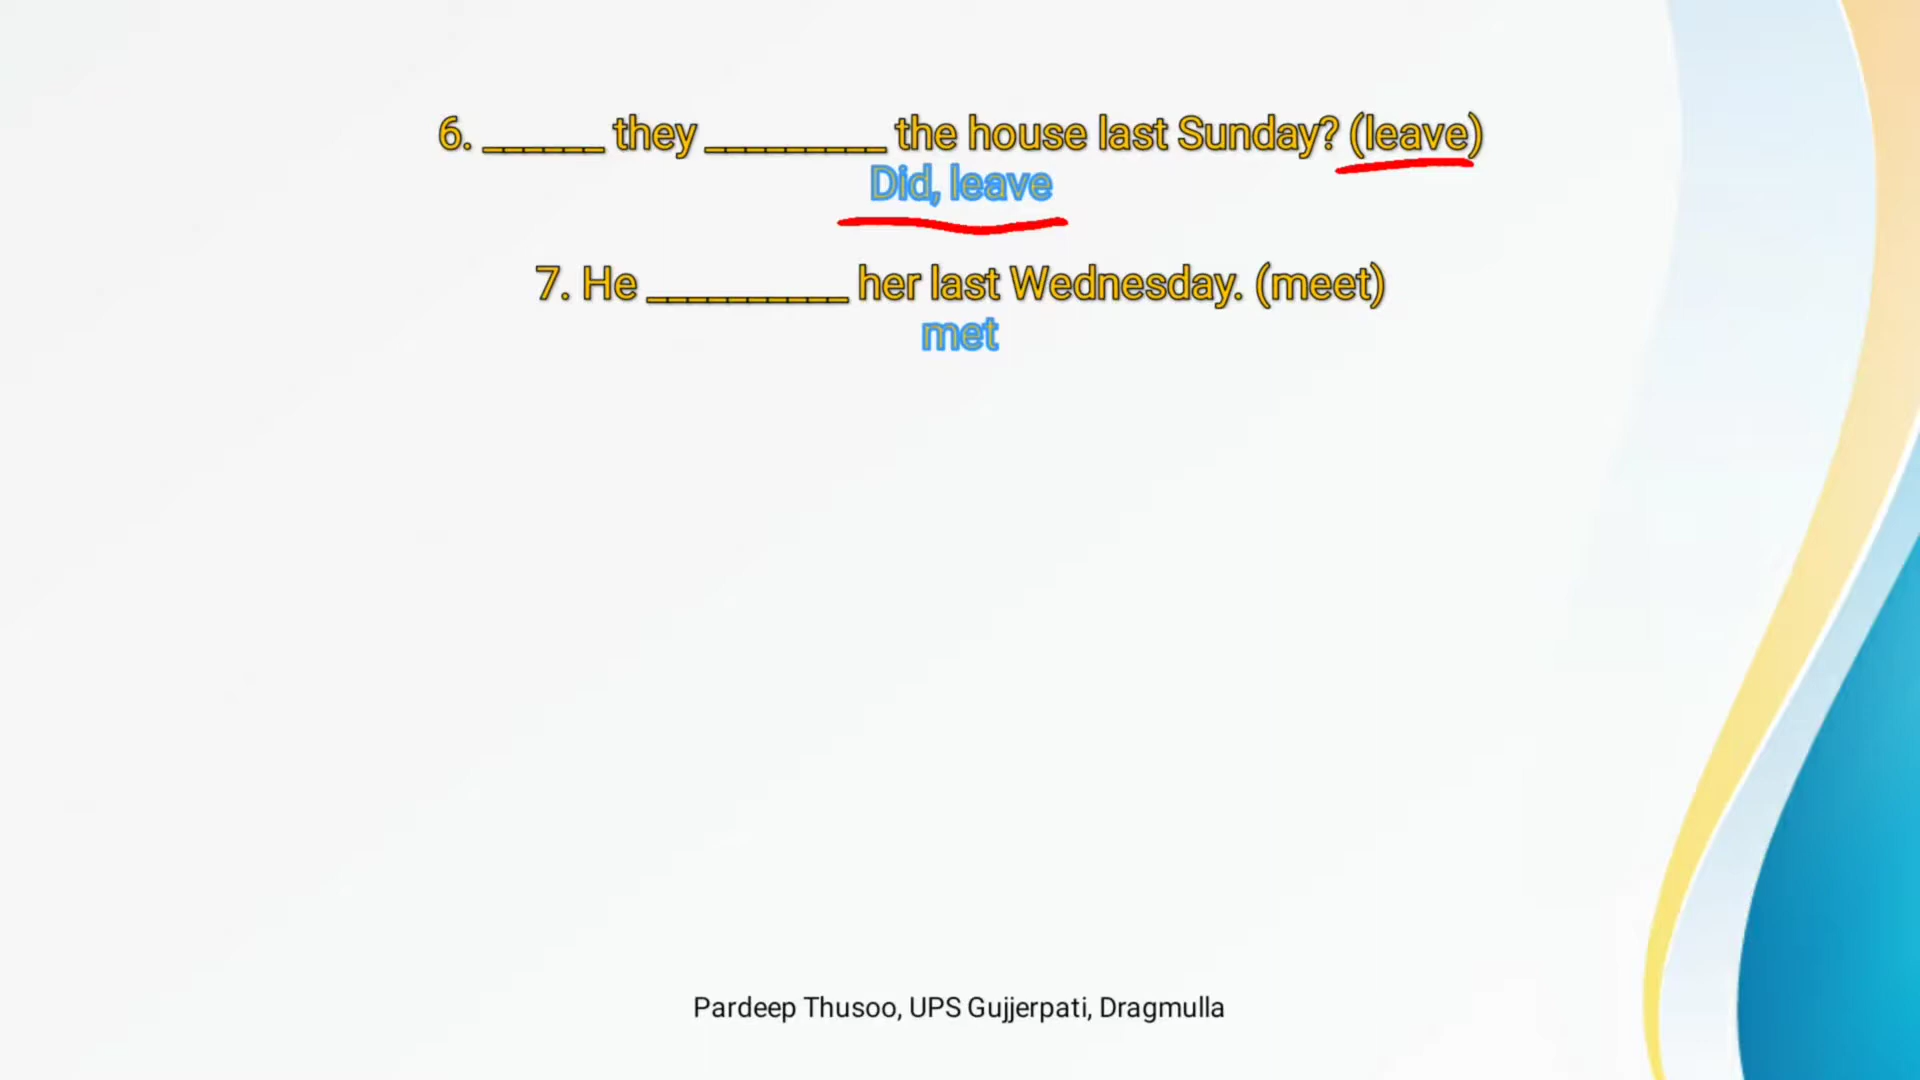 6. ______ they _________ the house last Sunday? (leave)
Did, leave
7. He __________ her last Wednesday. (meet)
met
Pardeep Thusoo, UPS Gujjerpati, Dragmulla